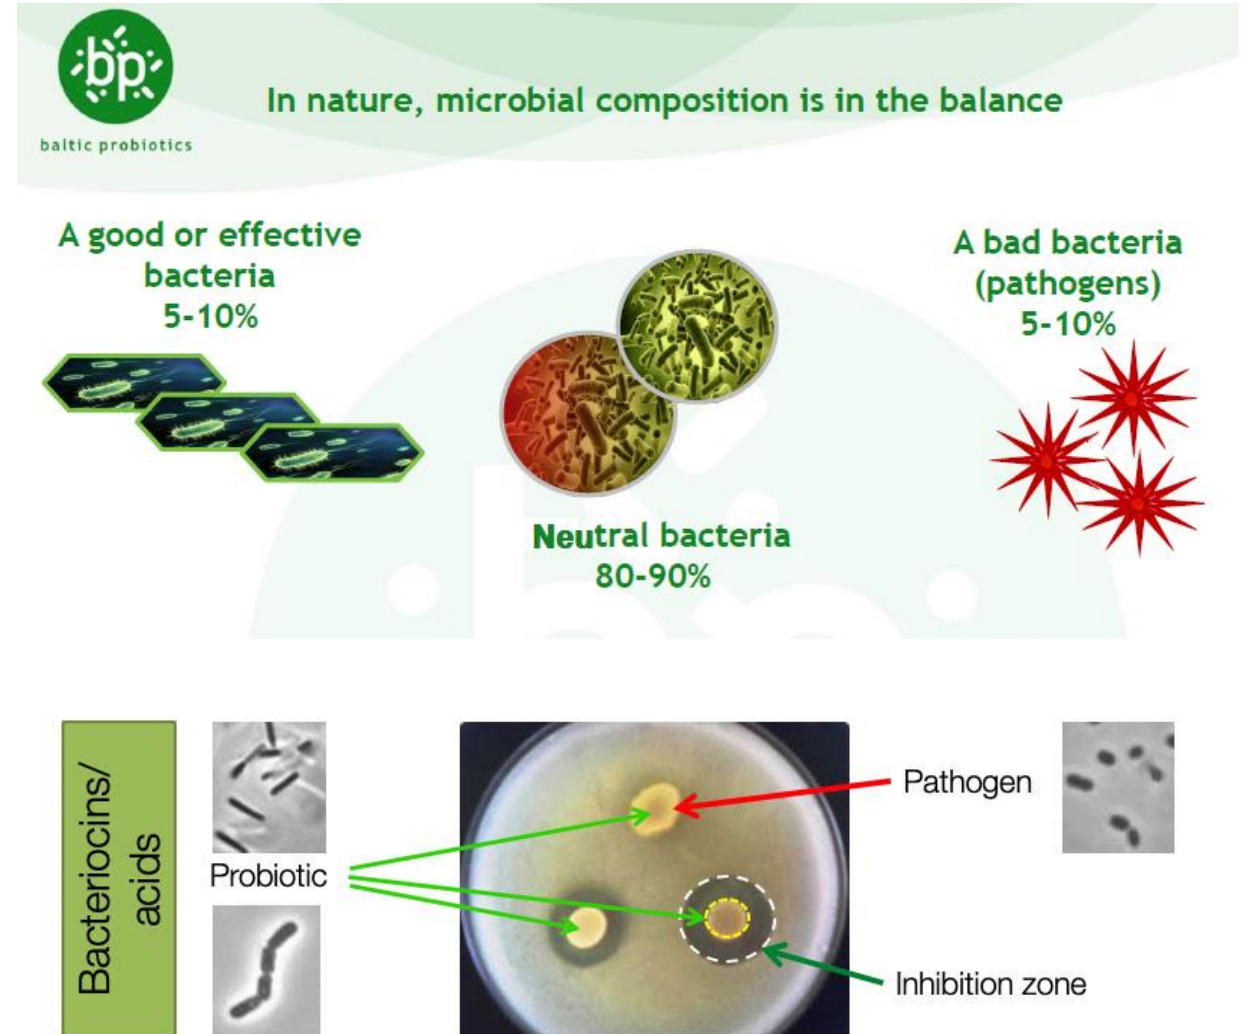 bp
baltic probiotics
In nature, microbial composition is in the balance
A good or effective
bacteria
5-10%
A bad bacteria
(pathogens)
5-10%
Neutral bacteria
80-90%
Bacteriocins/
acids
Probiotic
Pathogen
Inhibition zone